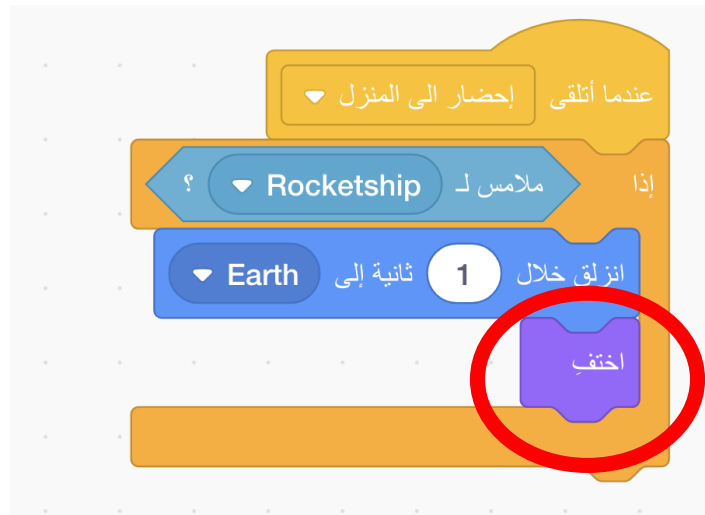 عندما أتلقى إحضار الى المنزل
إذا ملامس لـ Rocketship ؟
انزلق خلال 1 ثانية إلى Earth
اختفِ